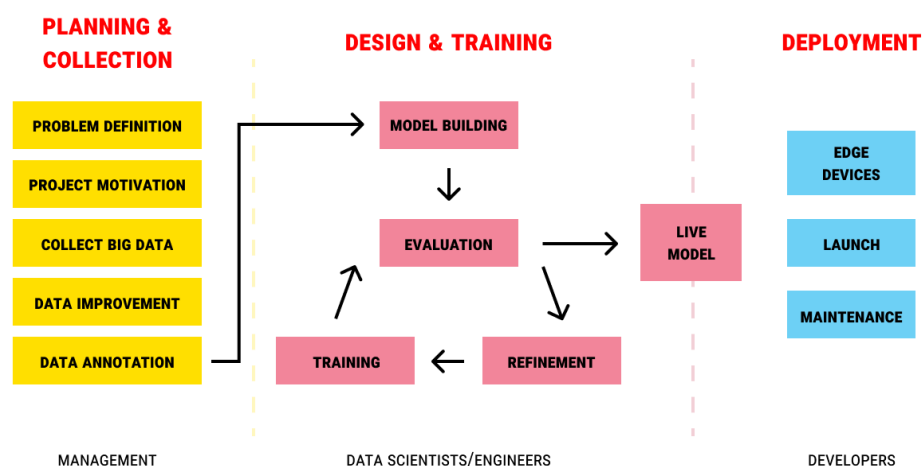 PLANNING &
COLLECTION
PROBLEM DEFINITION
PROJECT MOTIVATION
COLLECT BIG DATA
DATA IMPROVEMENT
DATA ANNOTATION
MANAGEMENT
DESIGN & TRAINING
MODEL BUILDING
EVALUATION
TRAINING
REFINEMENT
LIVE
MODEL
DATA SCIENTISTS/ENGINEERS
DEPLOYMENT
EDGE
DEVICES
LAUNCH
MAINTENANCE
DEVELOPERS